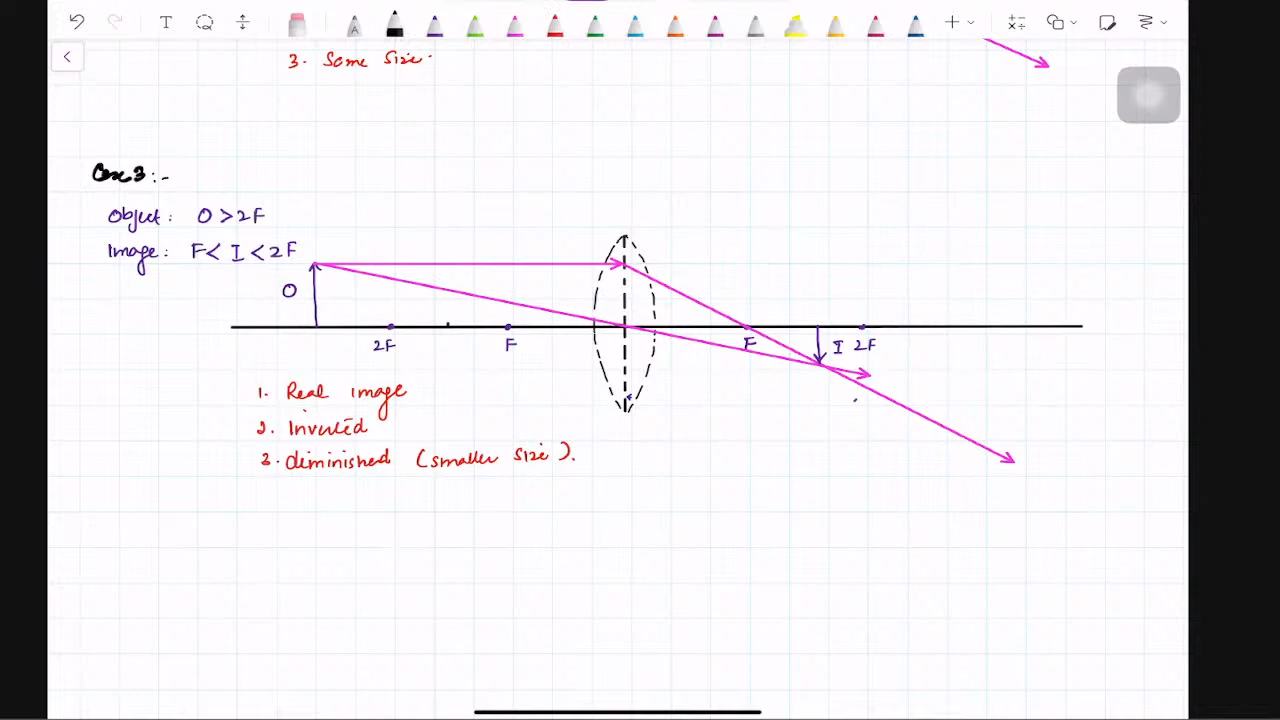 3. Same Size.
Case 3:-
Object: O > 2F
Image: F < I < 2F
O
2F
F
F
I
2F
1. Real image
2. Inverted
3. diminished (smaller size).